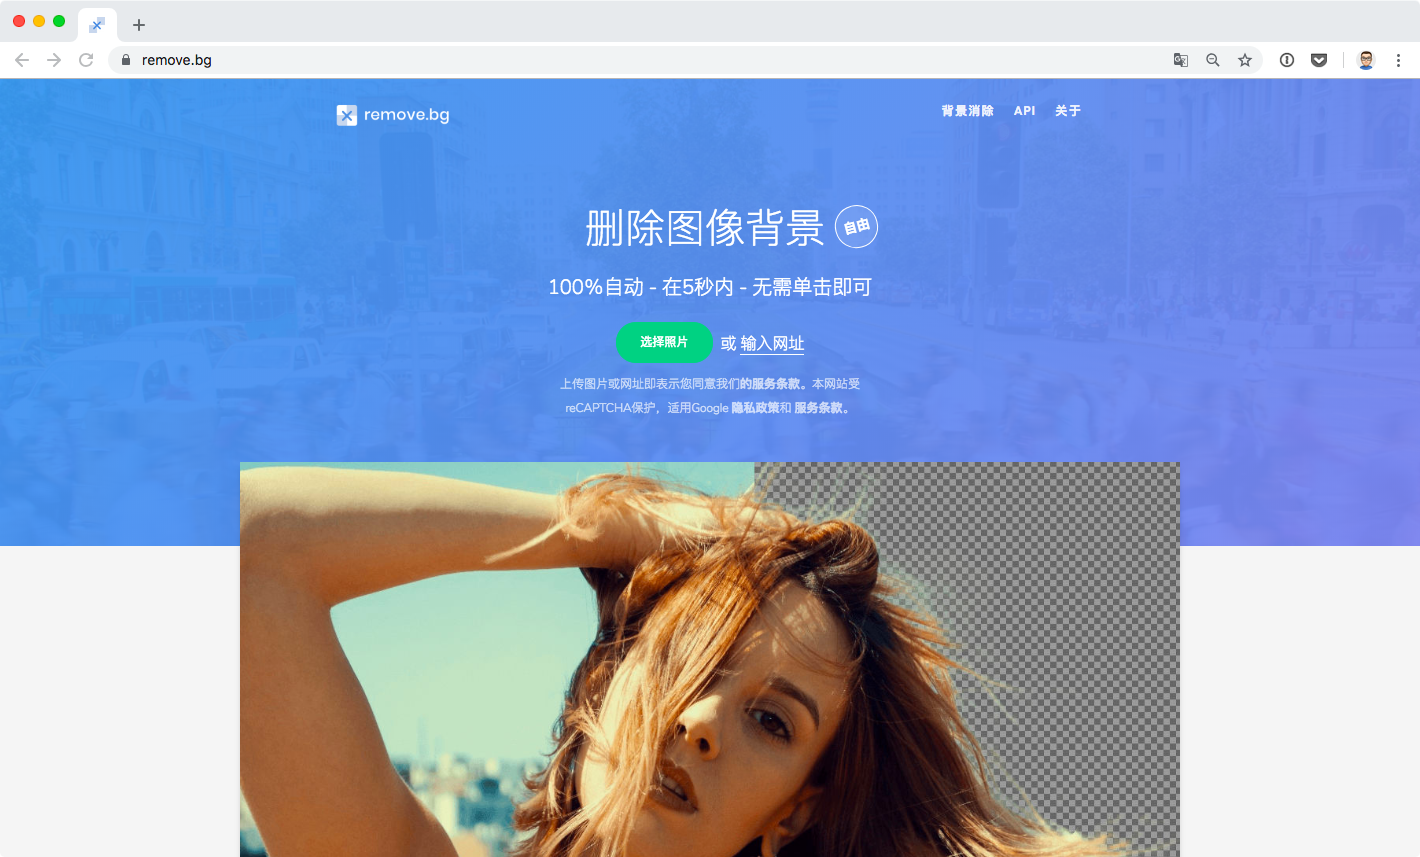 remove.bg
remove.bg
背景消除 API 关于
删除图像背景 自由
100%自动 - 在5秒内 - 无需单击即可
选择照片 或 输入网址
上传图片或网址即表示您同意我们的服务条款。本网站受
reCAPTCHA保护，适用Google 隐私政策和 服务条款。